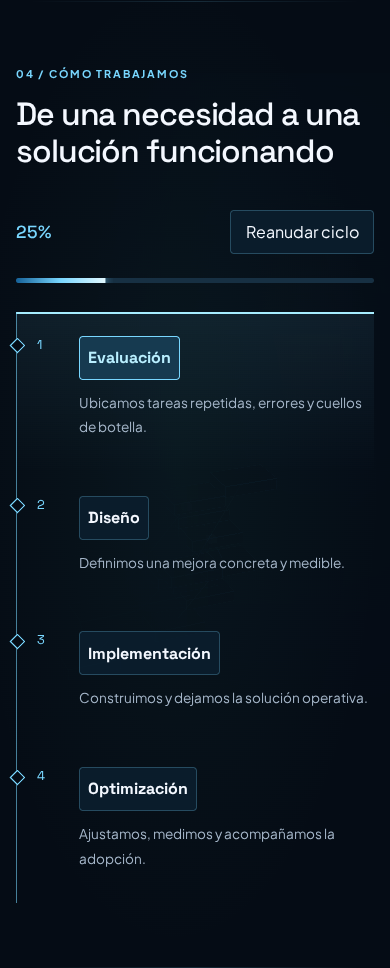 04 / CÓMO TRABAJAMOS
De una necesidad a una
solución funcionando
25%
Reanudar ciclo
1
Evaluación
Ubicamos tareas repetidas, errores y cuellos
de botella.
2
Diseño
Definimos una mejora concreta y medible.
3
Implementación
Construimos y dejamos la solución operativa.
4
Optimización
Ajustamos, medimos y acompañamos la
adopción.